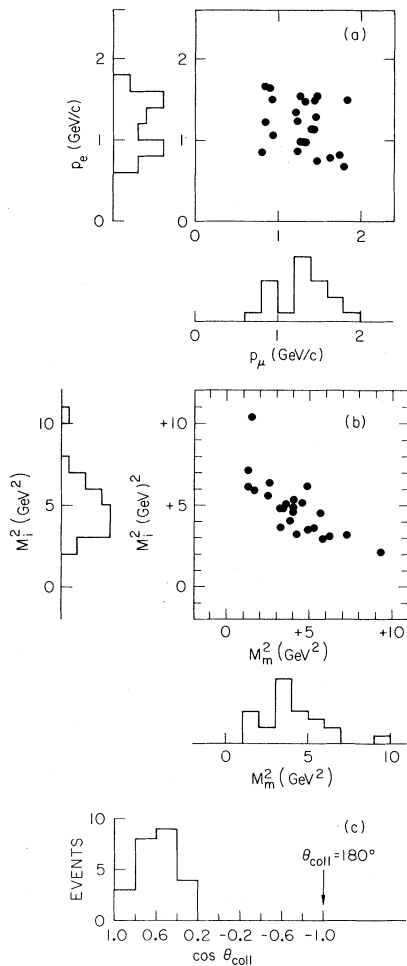 (a)
2
2
p_e (GeV/c)
1
1
0
0
0
1
2
p_μ (GeV/c)
(b)
10
+10
M_i^2 (GeV^2)
M_i^2 (GeV)^2
5
+5
0
0
0
+5
+10
M_m^2 (GeV^2)
0
5
10
M_m^2 (GeV^2)
(c)
EVENTS
10
5
0
θ_coll =180°
1.0 0.6 0.2 -0.2 -0.6 -1.0
cos θ_coll